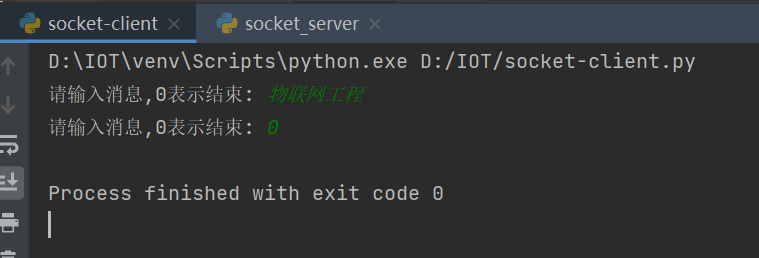 socket-client × socket_server ×
D:\IOT\venv\Scripts\python.exe D:/IOT/socket-client.py
请输入消息,0表示结束: 物联网工程
请输入消息,0表示结束: 0
Process finished with exit code 0